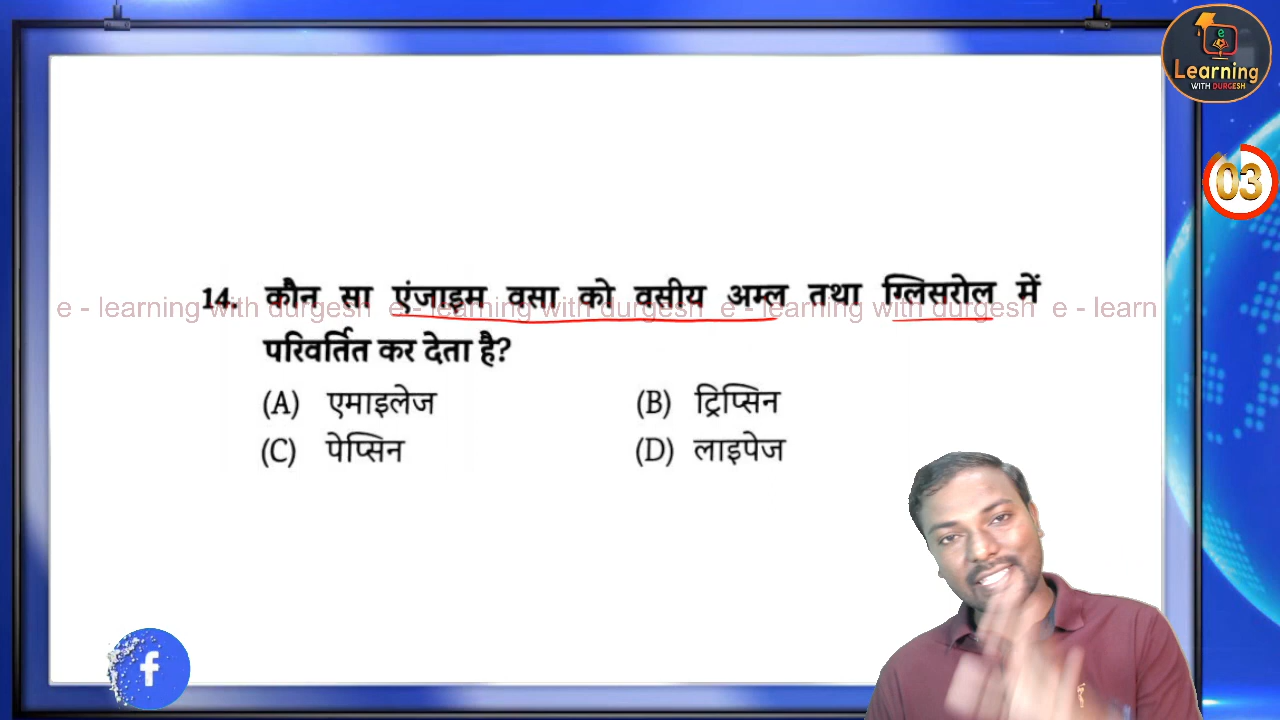 e
Learning
WITH DURGESH
03
14. कौन सा एंजाइम वसा को वसीय अम्ल तथा ग्लिसरोल में
e - learning with durgesh e - learning with durgesh e - learning with durgesh e - learn
परिवर्तित कर देता है?
(A) एमाइलेज (B) ट्रिप्सिन
(C) पेप्सिन (D) लाइपेज
f